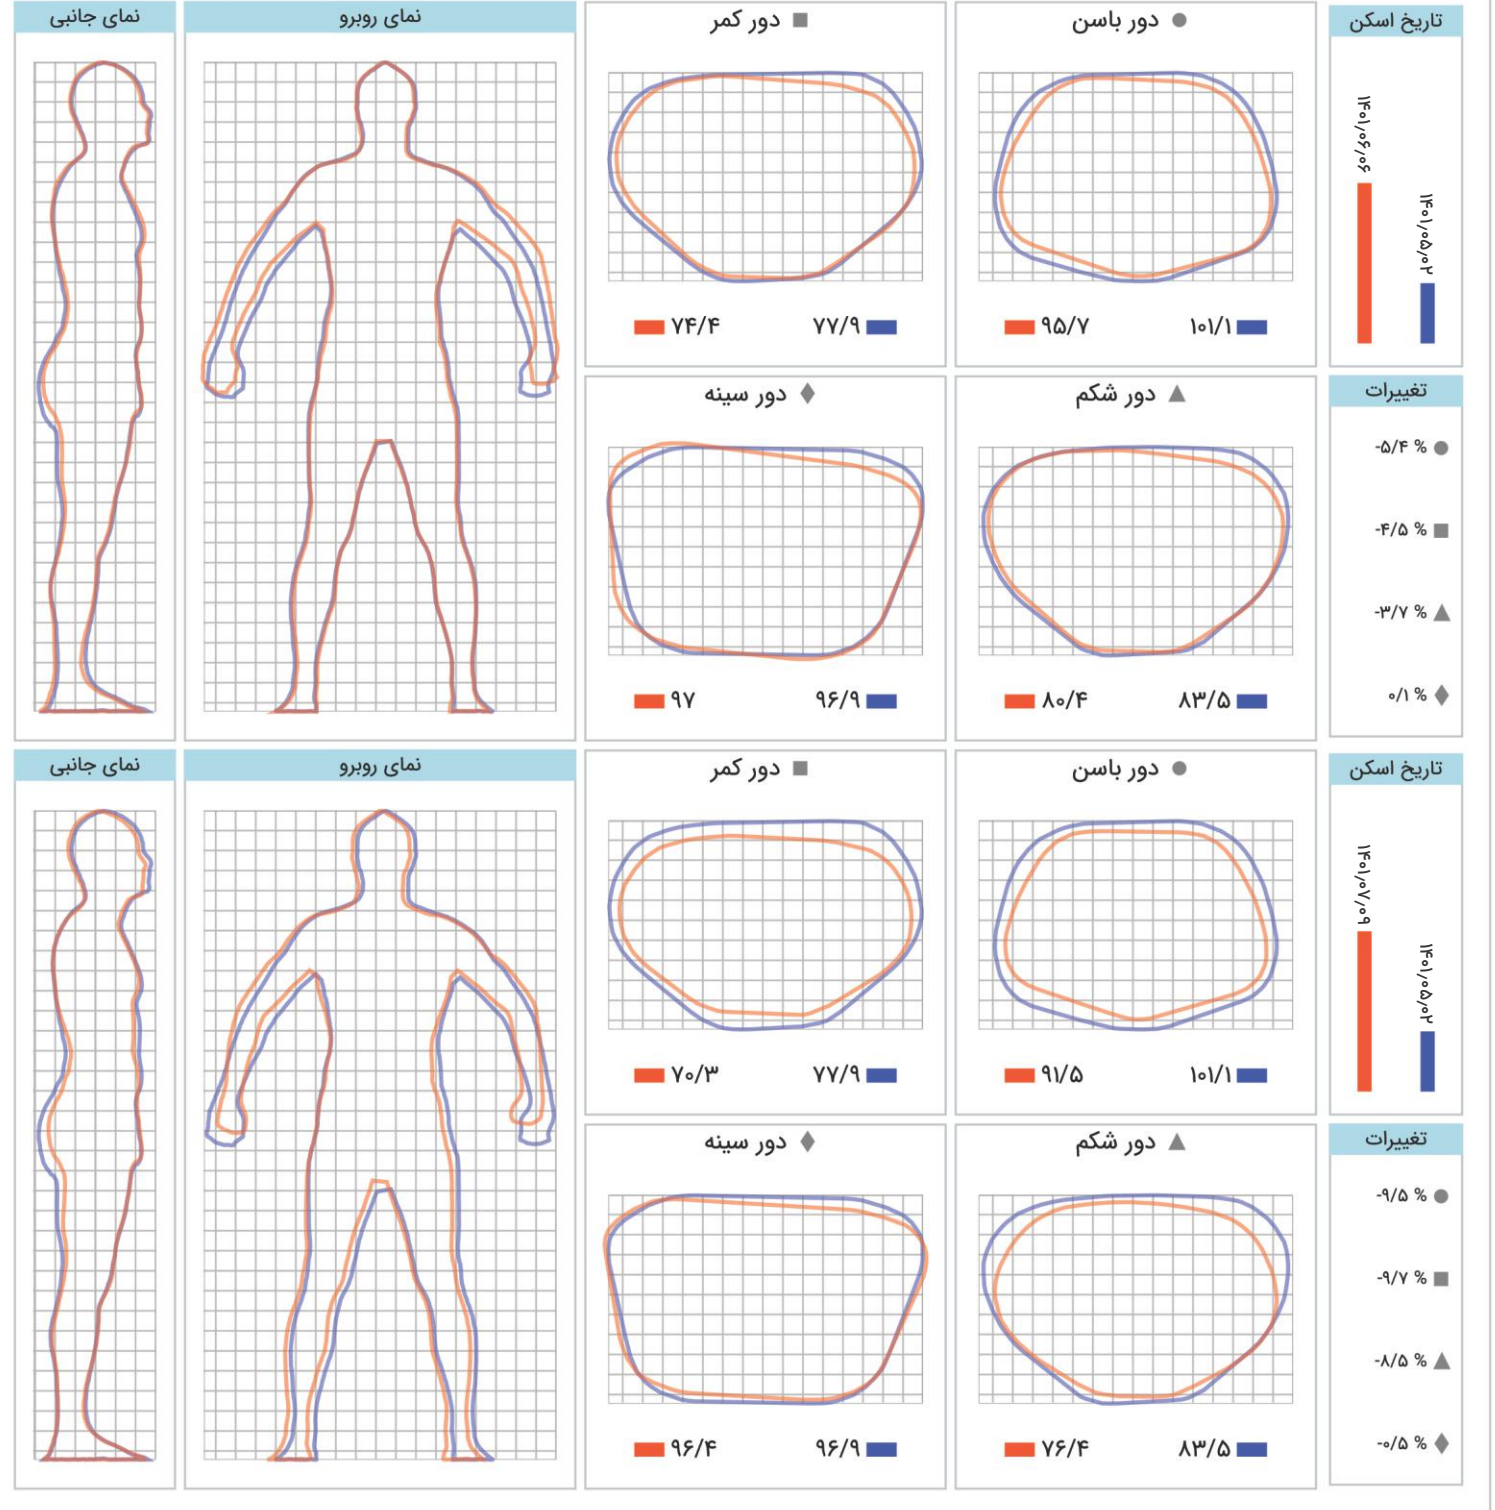 تاریخ اسکن
۱۴۰۱٫۰۶٫۰۶
۱۴۰۱٫۰۵٫۰۲
دور باسن
۹۵/۷ ۱۰۱/۱
دور کمر
۷۴/۴ ۷۷/۹
نمای روبرو
نمای جانبی
تغییرات
-۵/۴ %
-۴/۵ %
-۳/۷ %
۰/۱ %
دور شکم
۸۰/۴ ۸۳/۵
دور سینه
۹۷ ۹۶/۹
تاریخ اسکن
۱۴۰۱٫۰۷٫۰۹
۱۴۰۱٫۰۵٫۰۲
دور باسن
۹۱/۵ ۱۰۱/۱
دور کمر
۷۰/۳ ۷۷/۹
نمای روبرو
نمای جانبی
تغییرات
-۹/۵ %
-۹/۷ %
-۸/۵ %
-۰/۵ %
دور شکم
۷۶/۴ ۸۳/۵
دور سینه
۹۶/۴ ۹۶/۹